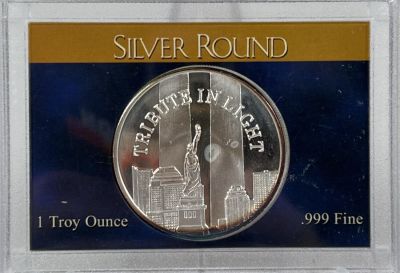 SILVER ROUND
TRIBUTE IN LIGHT
1 Troy Ounce
.999 Fine